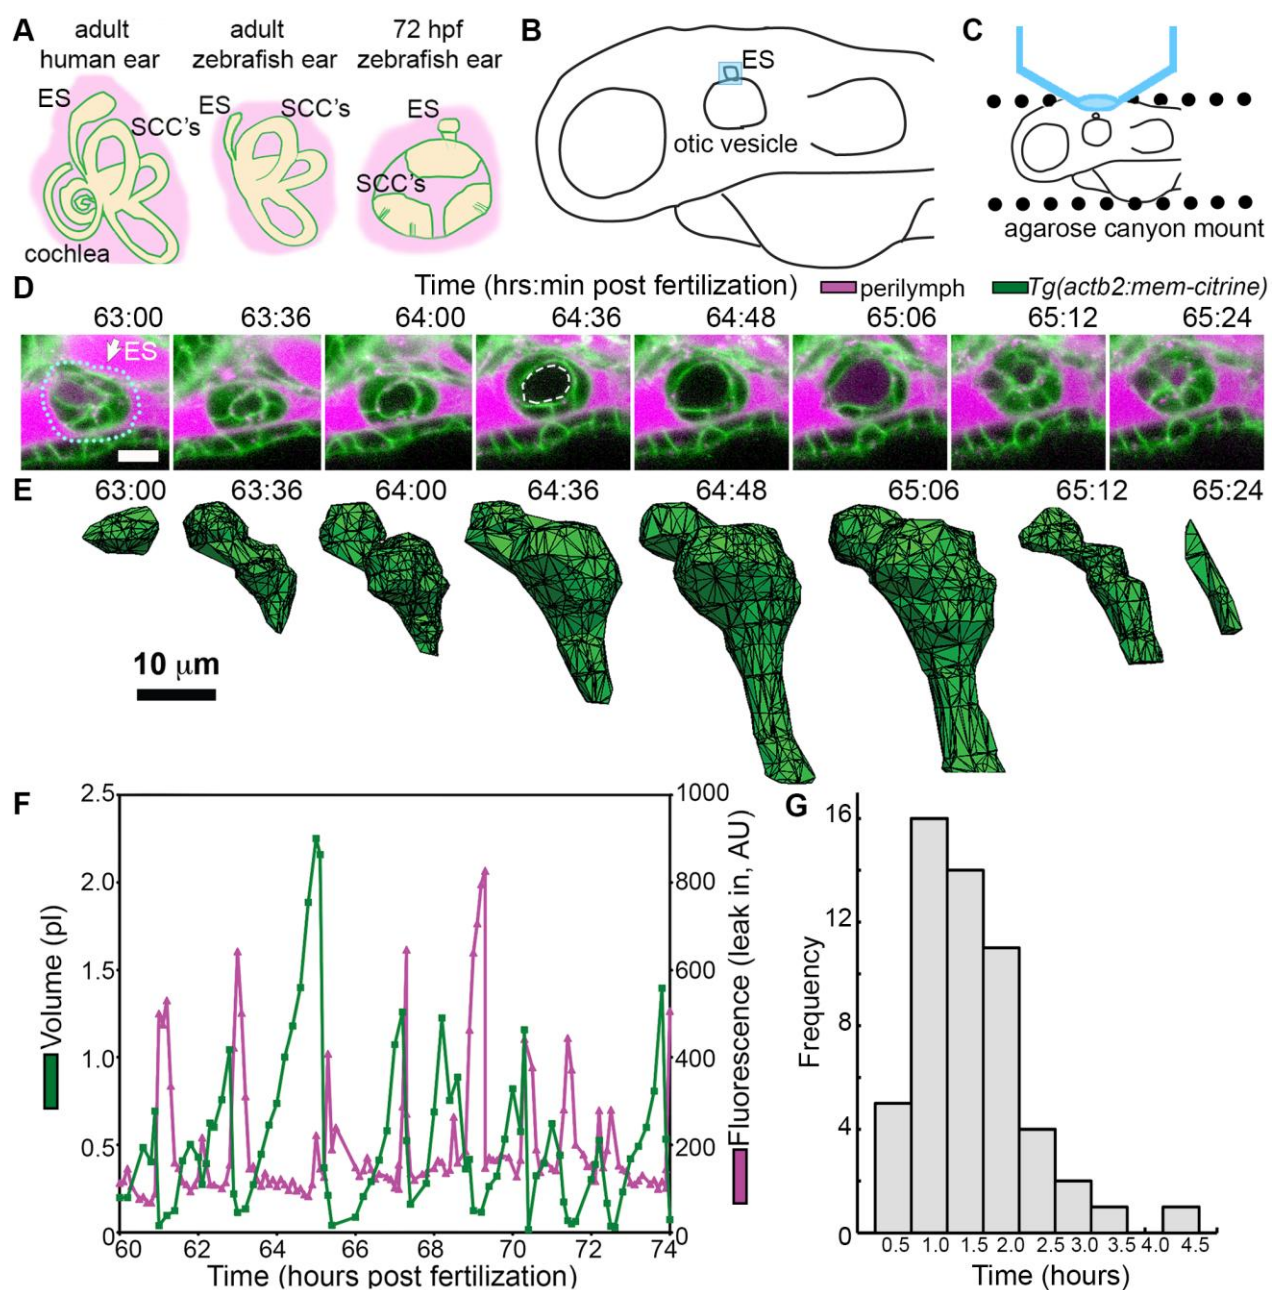 A
adult
human ear
adult
zebrafish ear
72 hpf
zebrafish ear
ES
SCC's
cochlea
ES
SCC's
ES
SCC's
B
ES
otic vesicle
C
agarose canyon mount
D
Time (hrs:min post fertilization)
perilymph
Tg(actb2:mem-citrine)
63:00 63:36 64:00 64:36 64:48 65:06 65:12 65:24
ES
E
63:00 63:36 64:00 64:36 64:48 65:06 65:12 65:24
10 μm
F
Volume (pl)
2.5
2.0
1.5
1.0
0.5
0
60 62 64 66 68 70 72 74
Time (hours post fertilization)
1000
800
600
400
200
0
Fluorescence (leak in, AU)
G
Frequency
16
12
8
4
0
0.5 1.0 1.5 2.0 2.5 3.0 3.5 4.0 4.5
Time (hours)